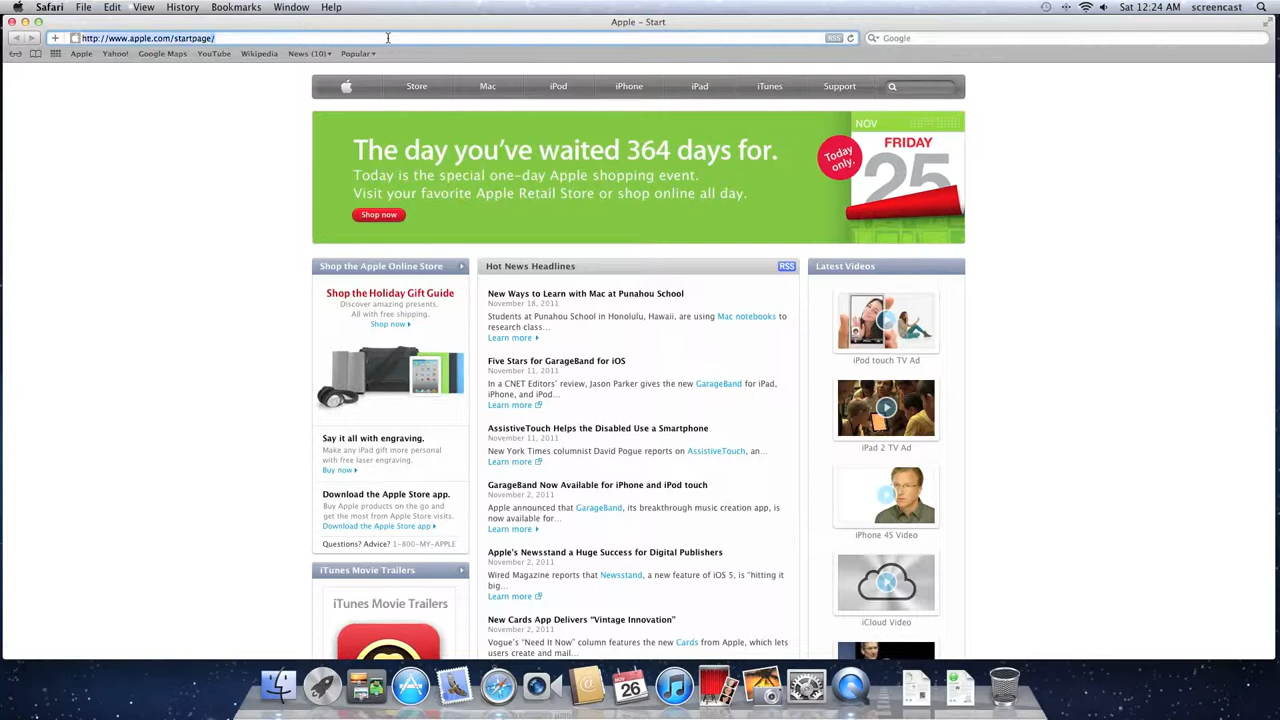 Safari File Edit View History Bookmarks Window Help Sat 12:24 AM screencast
Apple – Start
http://www.apple.com/startpage/ RSS Google
Apple Yahoo! Google Maps YouTube Wikipedia News (10) Popular
Store Mac iPod iPhone iPad iTunes Support
The day you've waited 364 days for.
Today is the special one-day Apple shopping event.
Visit your favorite Apple Retail Store or shop online all day.
Shop now
Today only.
NOV
FRIDAY
25
Shop the Apple Online Store
Shop the Holiday Gift Guide
Discover amazing presents.
All with free shipping.
Shop now
Say it all with engraving.
Make any iPad gift more personal
with free laser engraving.
Buy now
Download the Apple Store app.
Buy Apple products on the go and
get the most from Apple Store visits.
Download the Apple Store app
Questions? Advice? 1-800-MY-APPLE
iTunes Movie Trailers
iTunes Movie Trailers
Hot News Headlines RSS
New Ways to Learn with Mac at Punahou School
November 18, 2011
Students at Punahou School in Honolulu, Hawaii, are using Mac notebooks to
research class...
Learn more
Five Stars for GarageBand for iOS
November 11, 2011
In a CNET Editors' review, Jason Parker gives the new GarageBand for iPad,
iPhone, and iPod...
Learn more
AssistiveTouch Helps the Disabled Use a Smartphone
November 11, 2011
New York Times columnist David Pogue reports on AssistiveTouch, an...
Learn more
GarageBand Now Available for iPhone and iPod touch
November 2, 2011
Apple announced that GarageBand, its breakthrough music creation app, is
now available for...
Learn more
Apple's Newsstand a Huge Success for Digital Publishers
November 2, 2011
Wired Magazine reports that Newsstand, a new feature of iOS 5, is "hitting it
big...
Learn more
New Cards App Delivers "Vintage Innovation"
November 2, 2011
Vogue's "Need It Now" column features the new Cards from Apple, which lets
users create and mail...
Latest Videos
iPod touch TV Ad
iPad 2 TV Ad
iPhone 4S Video
iCloud Video
NOV
26